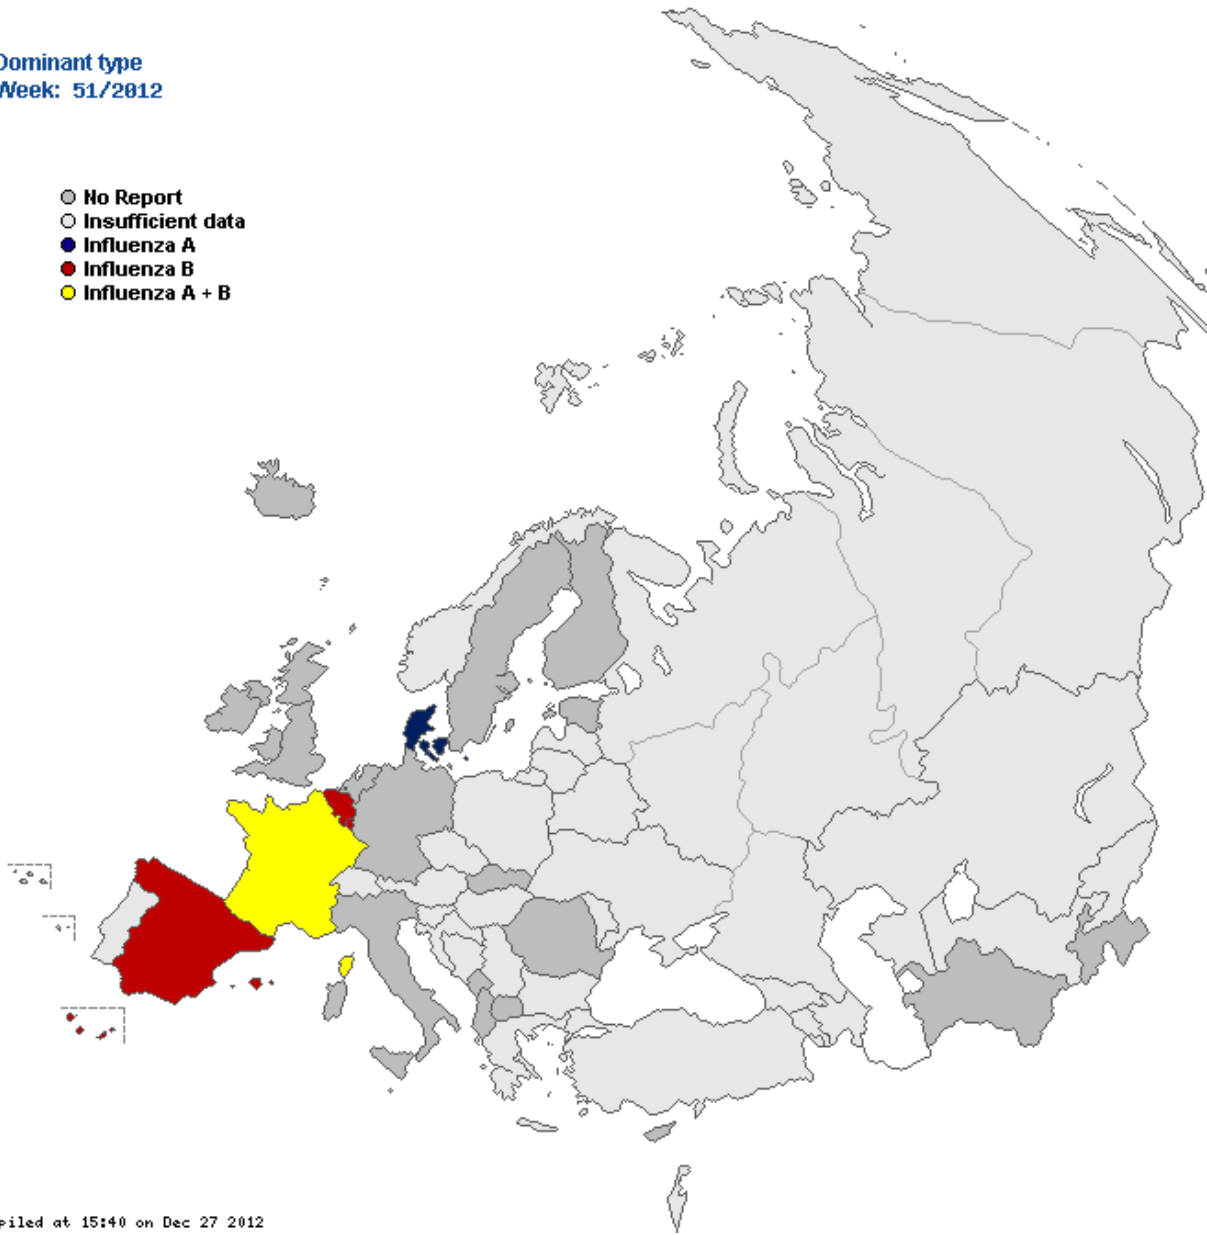 Dominant type
Week: 51/2012
No Report
Insufficient data
Influenza A
Influenza B
Influenza A + B
piled at 15:40 on Dec 27 2012